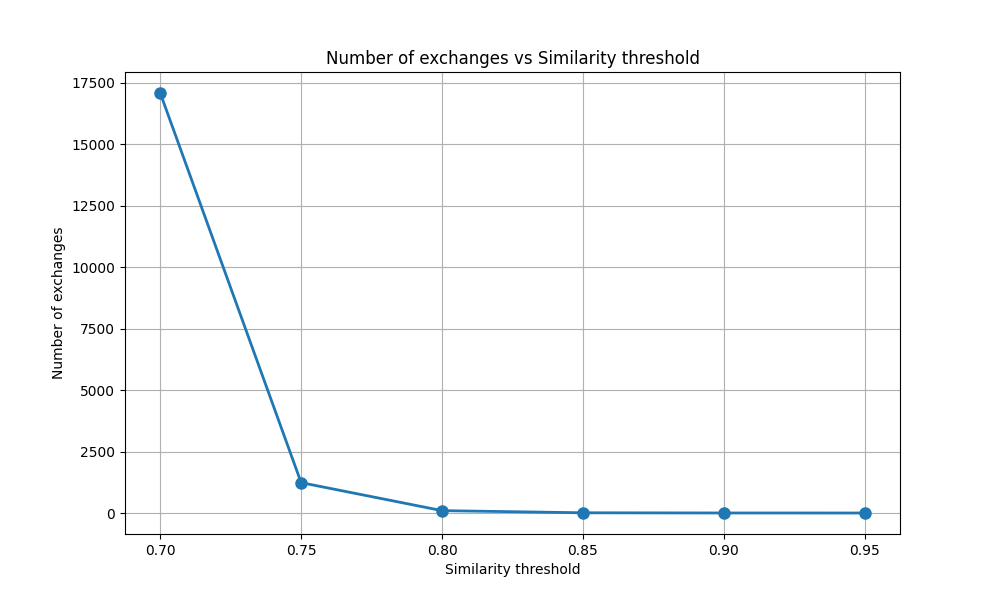 Number of exchanges vs Similarity threshold
17500
15000
12500
10000
7500
5000
2500
0
Number of exchanges
0.70 0.75 0.80 0.85 0.90 0.95
Similarity threshold